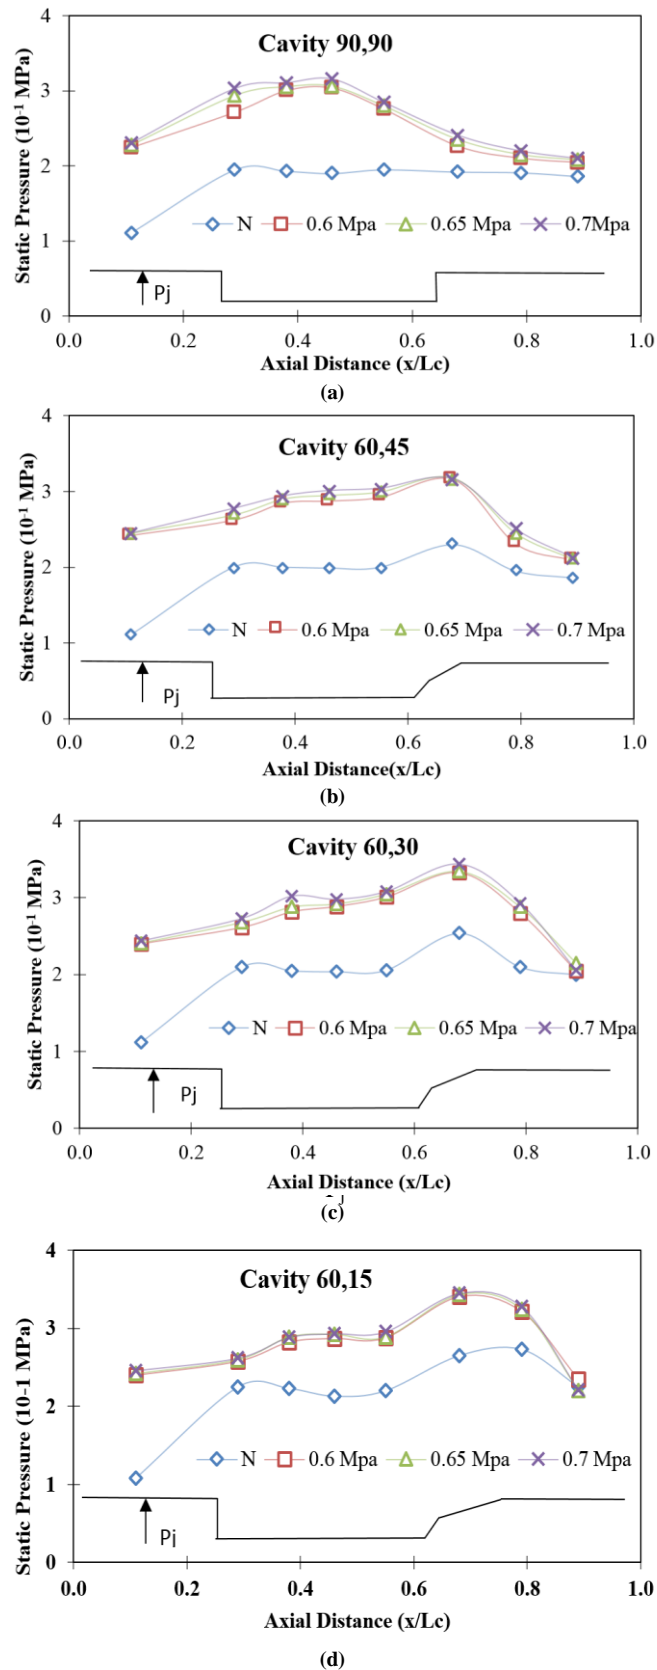 4
Cavity 90,90
3
2
N
0.6 Mpa
0.65 Mpa
0.7Mpa
1
Pj
0
0.0
0.2
0.4
0.6
0.8
1.0
Static Pressure (10-1 MPa)
Axial Distance (x/Lc)
(a)
4
Cavity 60,45
3
2
N
0.6 Mpa
0.65 Mpa
0.7 Mpa
1
Pj
0
0.0
0.2
0.4
0.6
0.8
1.0
Static Pressure (10-1 MPa)
Axial Distance(x/Lc)
(b)
4
Cavity 60,30
3
2
N
0.6 Mpa
0.65 Mpa
0.7 Mpa
1
Pj
0
0.0
0.2
0.4
0.6
0.8
1.0
Static Pressure (10-1 MPa)
Axial Distance (x/Lc)
(c)
4
Cavity 60,15
3
2
N
0.6 Mpa
0.65 Mpa
0.7 Mpa
1
Pj
0
0.0
0.2
0.4
0.6
0.8
1.0
Static Pressure (10-1 MPa)
Axial Distance (x/Lc)
(d)